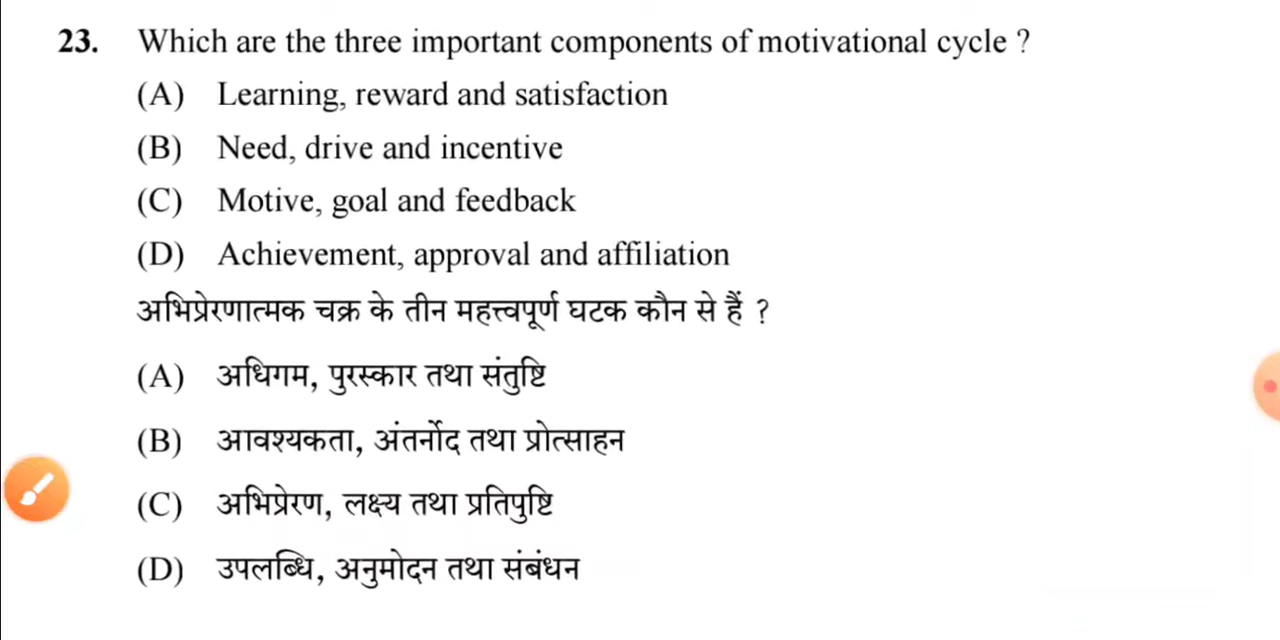 23. Which are the three important components of motivational cycle ?
(A) Learning, reward and satisfaction
(B) Need, drive and incentive
(C) Motive, goal and feedback
(D) Achievement, approval and affiliation
अभिप्रेरणात्मक चक्र के तीन महत्त्वपूर्ण घटक कौन से हैं ?
(A) अधिगम, पुरस्कार तथा संतुष्टि
(B) आवश्यकता, अंतर्नोद तथा प्रोत्साहन
(C) अभिप्रेरण, लक्ष्य तथा प्रतिपुष्टि
(D) उपलब्धि, अनुमोदन तथा संबंधन